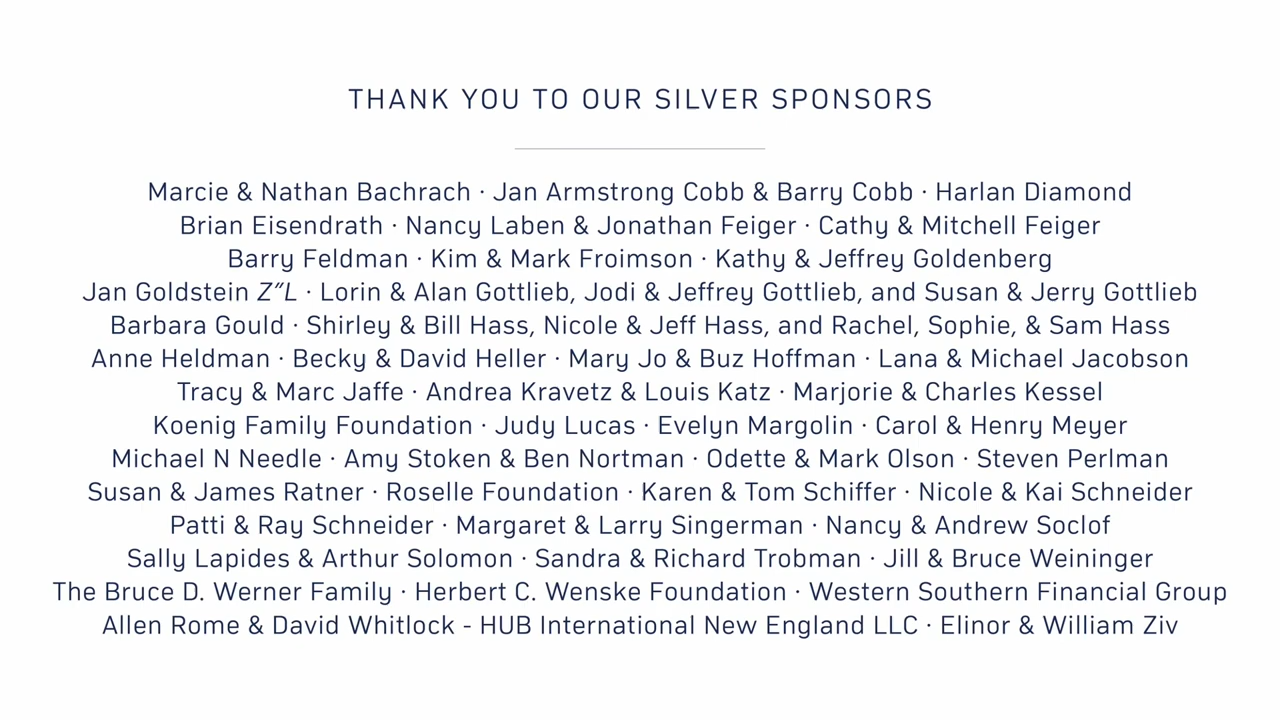 THANK YOU TO OUR SILVER SPONSORS
Marcie & Nathan Bachrach · Jan Armstrong Cobb & Barry Cobb · Harlan Diamond
Brian Eisendrath · Nancy Laben & Jonathan Feiger · Cathy & Mitchell Feiger
Barry Feldman · Kim & Mark Froimson · Kathy & Jeffrey Goldenberg
Jan Goldstein Z”L · Lorin & Alan Gottlieb, Jodi & Jeffrey Gottlieb, and Susan & Jerry Gottlieb
Barbara Gould · Shirley & Bill Hass, Nicole & Jeff Hass, and Rachel, Sophie, & Sam Hass
Anne Heldman · Becky & David Heller · Mary Jo & Buz Hoffman · Lana & Michael Jacobson
Tracy & Marc Jaffe · Andrea Kravetz & Louis Katz · Marjorie & Charles Kessel
Koenig Family Foundation · Judy Lucas · Evelyn Margolin · Carol & Henry Meyer
Michael N Needle · Amy Stoken & Ben Nortman · Odette & Mark Olson · Steven Perlman
Susan & James Ratner · Roselle Foundation · Karen & Tom Schiffer · Nicole & Kai Schneider
Patti & Ray Schneider · Margaret & Larry Singerman · Nancy & Andrew Soclof
Sally Lapides & Arthur Solomon · Sandra & Richard Trobman · Jill & Bruce Weininger
The Bruce D. Werner Family · Herbert C. Wenske Foundation · Western Southern Financial Group
Allen Rome & David Whitlock - HUB International New England LLC · Elinor & William Ziv